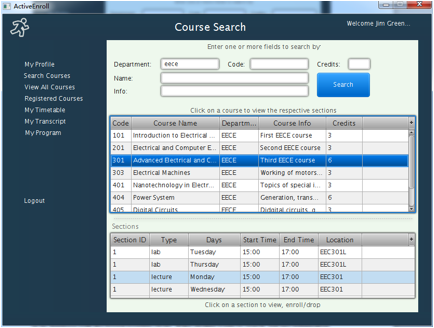 ActiveEnroll
Course Search
Welcome Jim Green...
Enter one or more fields to search by
Department: eece Code: Credits:
Name:
Info:
Search
My Profile
Search Courses
View All Courses
Registered Courses
My Timetable
My Transcript
My Program
Logout
Click on a course to view the respective sections
Code Course Name Departm... Course Info Credits
101 Introduction to Electrical ... EECE First EECE course 3
201 Electrical and Computer E... EECE Second EECE course 3
301 Advanced Electrical and C... EECE Third EECE course 6
303 Electrical Machines EECE Working of motors... 3
401 Nanotechnology in Electr... EECE Topics of special i... 3
404 Power System EECE Generation, trans... 6
405 Digital Circuits EECE Didgital circuits, g... 3
Sections
Section ID Type Days Start Time End Time Location
1 lab Tuesday 15:00 17:00 EEC301L
1 lab Thursday 15:00 17:00 EEC301L
1 lecture Monday 15:00 17:00 EEC301
1 lecture Wednesday 15:00 17:00 EEC301
Click on a section to view, enroll/drop